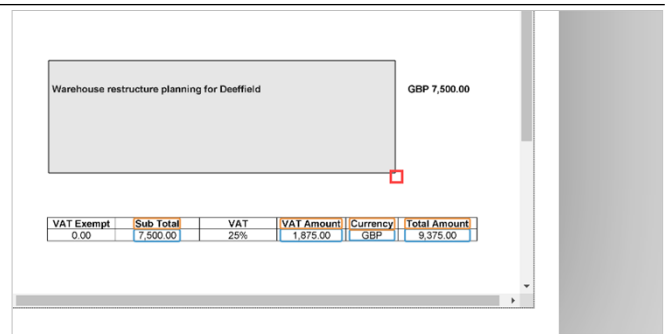 Warehouse restructure planning for Deeffield GBP 7,500.00
VAT Exempt Sub Total VAT VAT Amount Currency Total Amount
0.00 7,500.00 25% 1,875.00 GBP 9,375.00